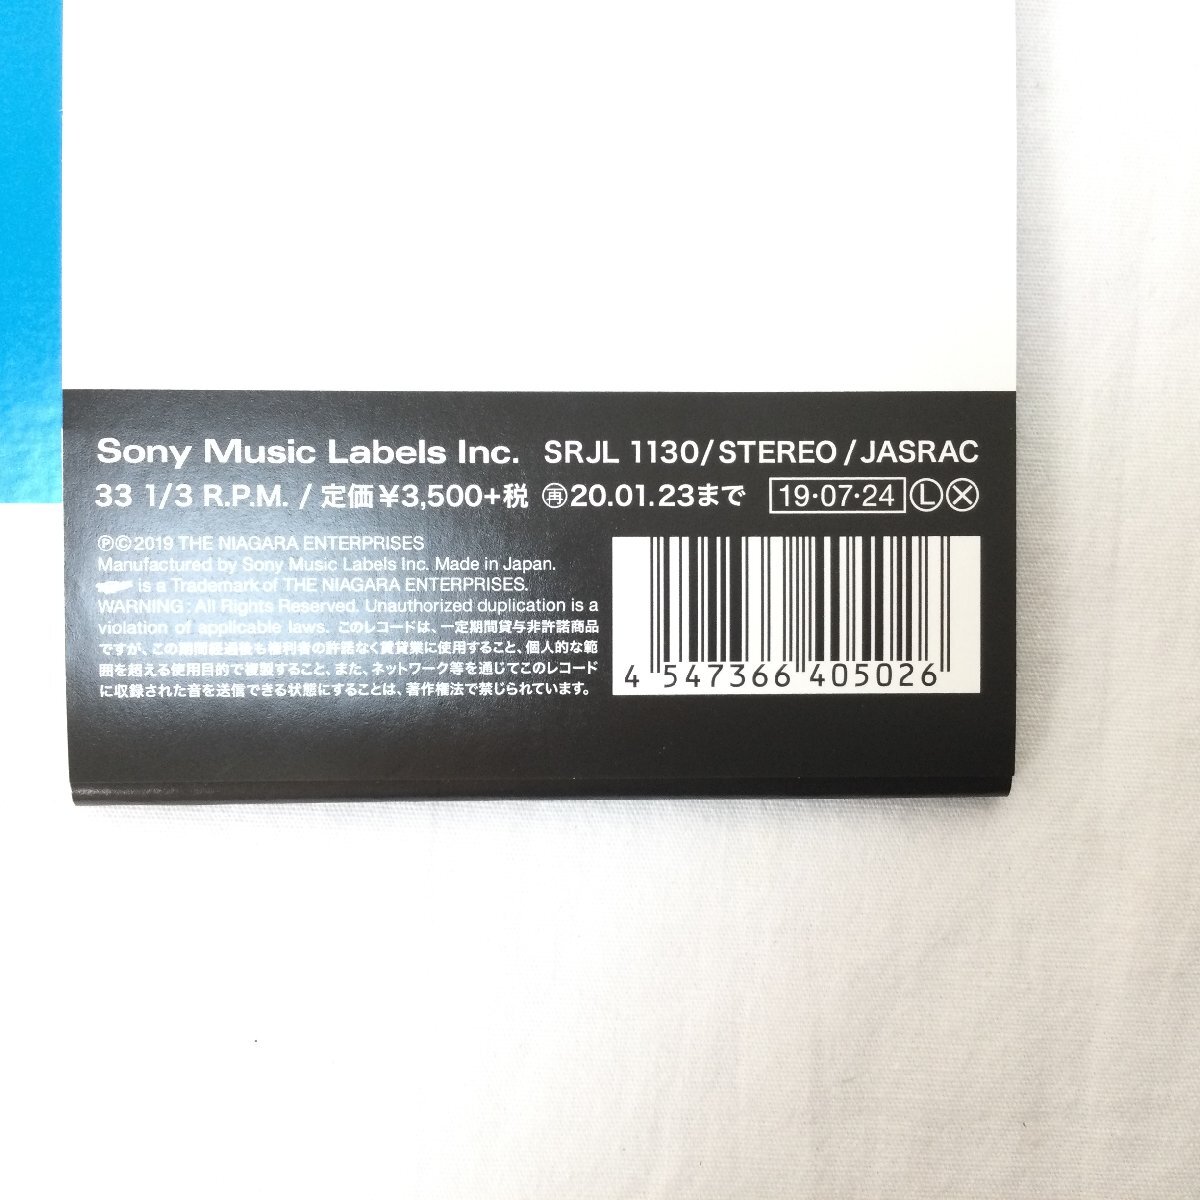 Sony Music Labels Inc. SRJL 1130/STEREO/JASRAC
33 1/3 R.P.M. / 定価¥3,500+税 ㊢20.01.23まで 19·07·24 Ⓛ Ⓧ
Ⓟ©2019 THE NIAGARA ENTERPRISES
Manufactured by Sony Music Labels Inc. Made in Japan.
is a Trademark of THE NIAGARA ENTERPRISES.
WARNING: All Rights Reserved. Unauthorized duplication is a
violation of applicable laws. このレコードは、一定期間貸与非許諾商品
ですが、この期間経過後も権利者の許諾なく賃貸業に使用すること、個人的な範
囲を超える使用目的で複製すること、また、ネットワーク等を通じてこのレコード
に収録された音を送信できる状態にすることは、著作権法で禁じられています。
4 547366 405026